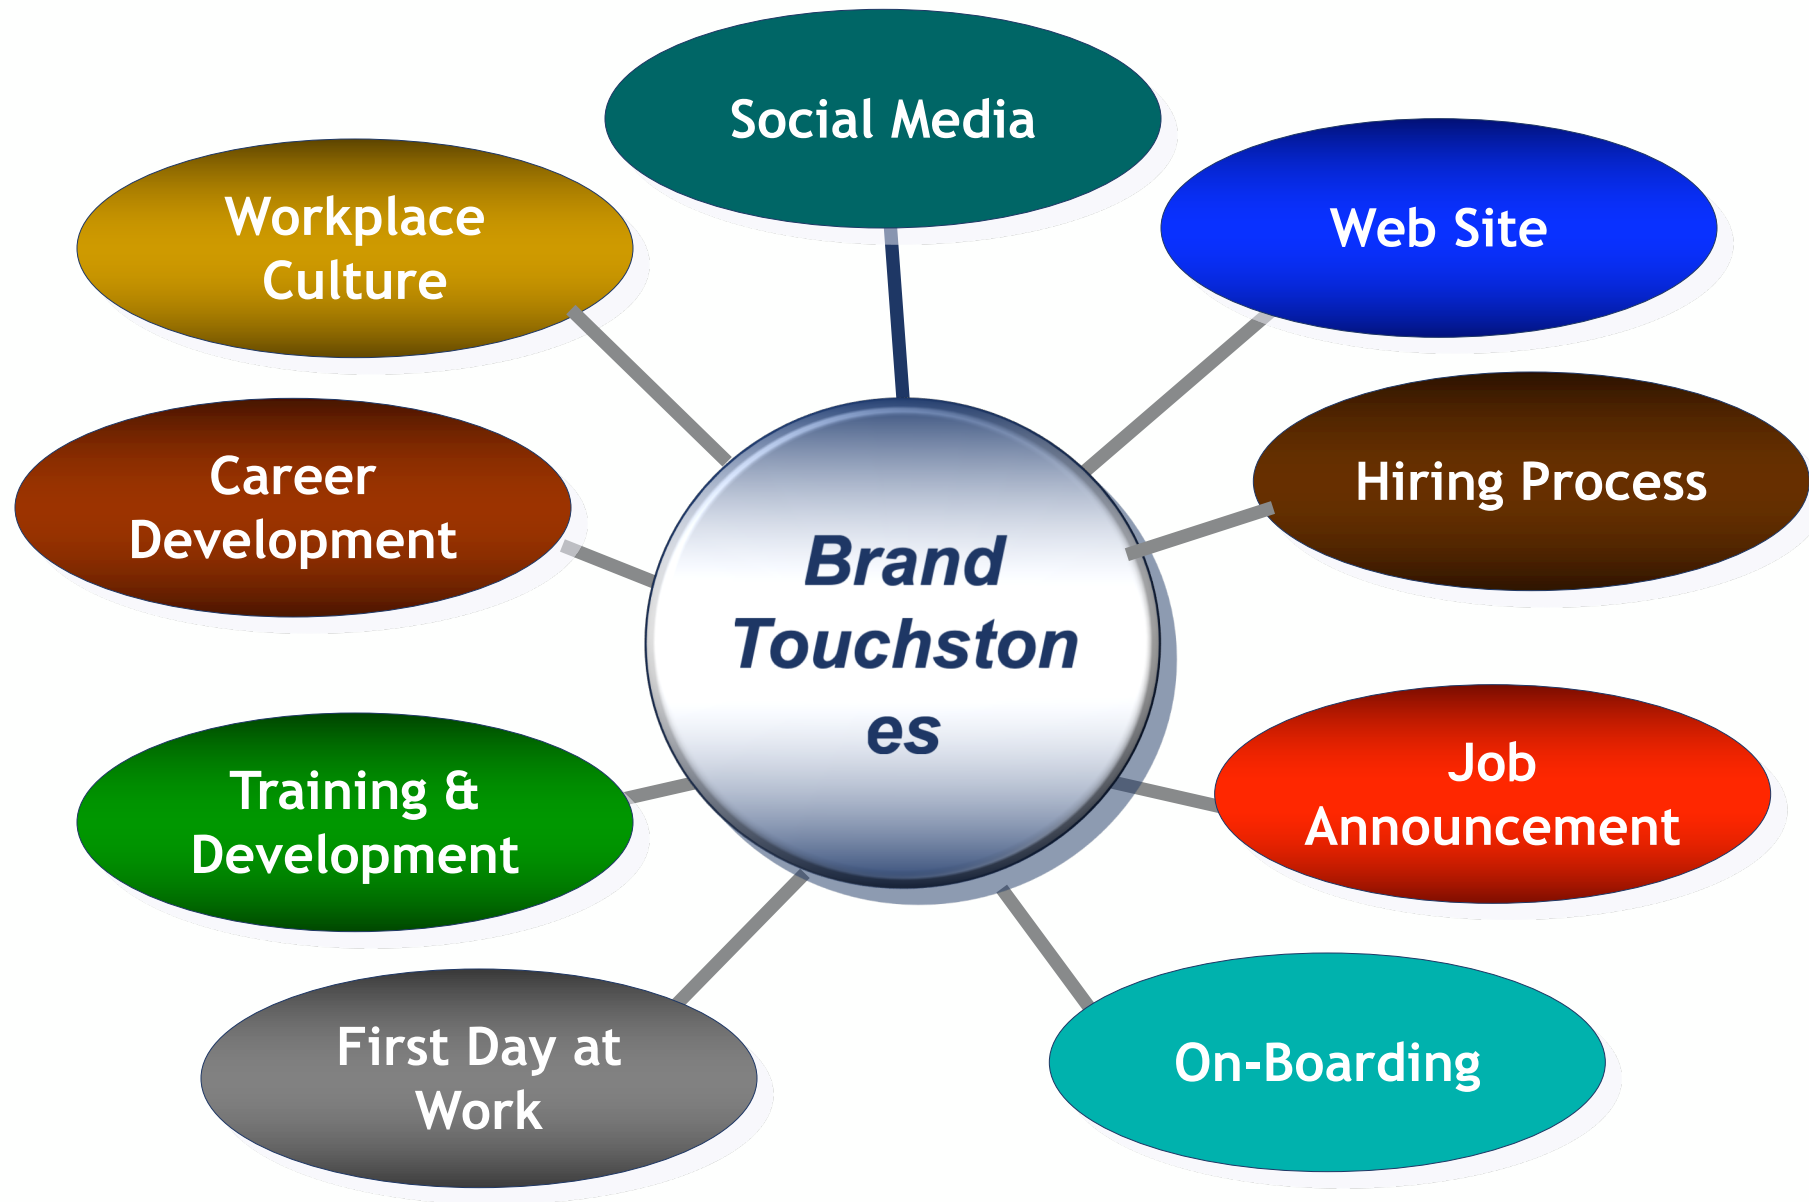 Social Media
Web Site
Workplace
Culture
Hiring Process
Career
Development
Brand
Touchston
es
Job
Announcement
Training &
Development
First Day at
Work
On-Boarding